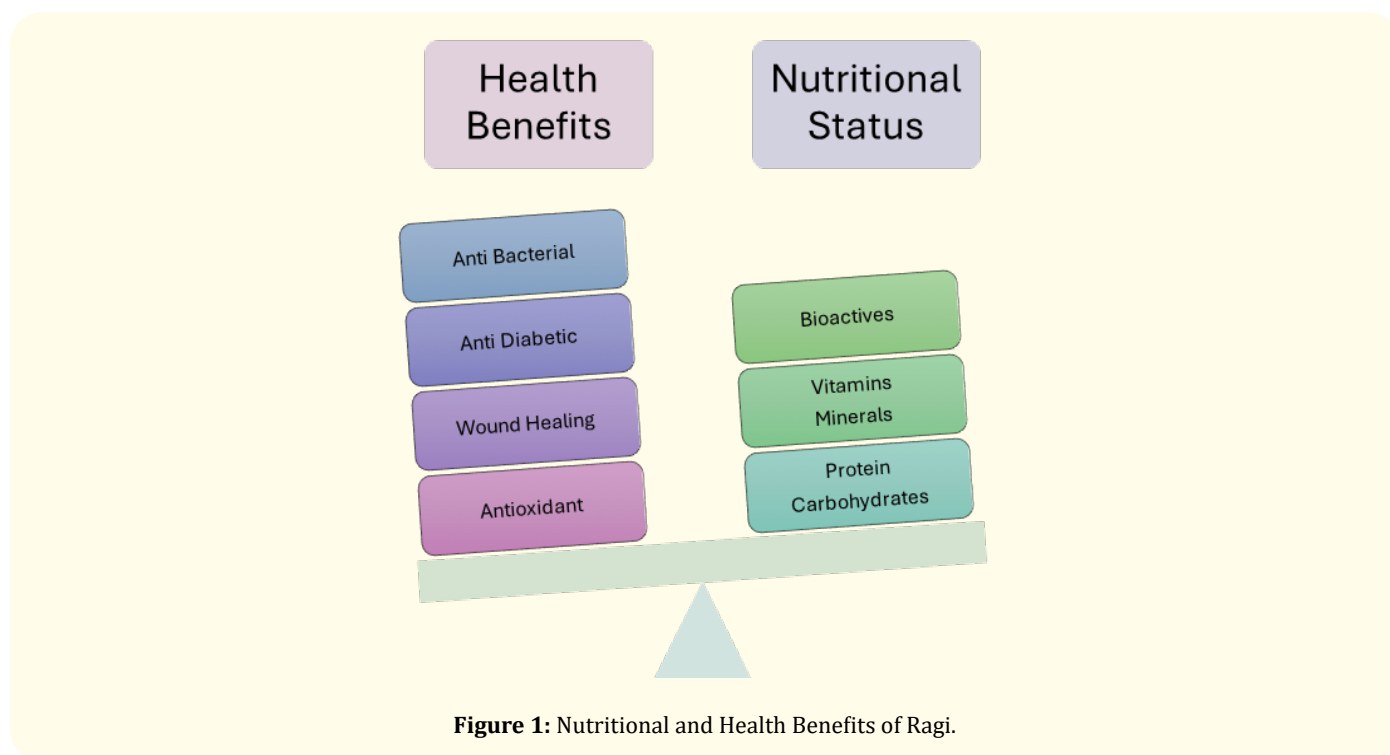 Health
Benefits
Nutritional
Status
Anti Bacterial
Anti Diabetic
Wound Healing
Antioxidant
Bioactives
Vitamins
Minerals
Protein
Carbohydrates
Figure 1: Nutritional and Health Benefits of Ragi.